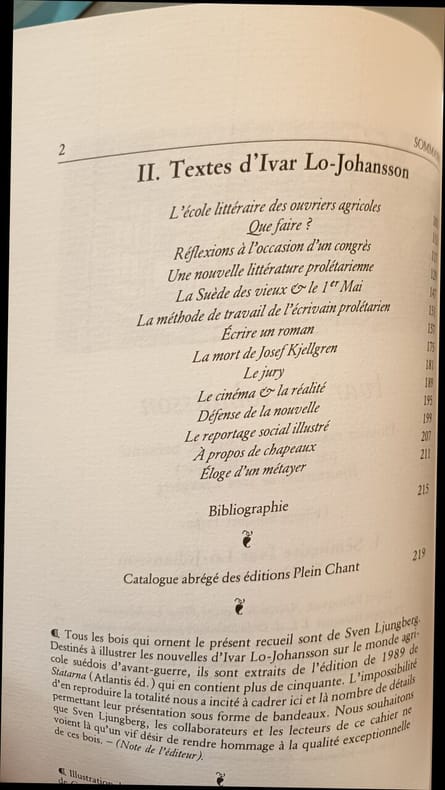 2
II. Textes d'Ivar Lo-Johansson
L'école littéraire des ouvriers agricoles
Que faire ?
Réflexions à l'occasion d'un congrès
Une nouvelle littérature prolétarienne
La Suède des vieux & le 1er Mai
La méthode de travail de l'écrivain prolétarien
Écrire un roman
La mort de Josef Kjellgren 175
Le jury 181
Le cinéma & la réalité 189
Défense de la nouvelle 195
Le reportage social illustré 199
À propos de chapeaux 207
Éloge d'un métayer 211
Bibliographie 215
Catalogue abrégé des éditions Plein Chant 219
¶ Tous les bois qui ornent le présent recueil sont de Sven Ljungberg.
Destinés à illustrer les nouvelles d'Ivar Lo-Johansson sur le monde agri-
cole suédois d'avant-guerre, ils sont extraits de l'édition de 1989 de
Statarna (Atlantis éd.) qui en contient plus de cinquante. L'impossibilité
d'en reproduire la totalité nous a incité à cadrer ici et là nombre de détails
permettant leur présentation sous forme de bandeaux. Nous souhaitons
que Sven Ljungberg, les collaborateurs et les lecteurs de ce cahier ne
voient là qu'un vif désir de rendre hommage à la qualité exceptionnelle
de ces bois. – (Note de l'éditeur).
¶ Illustration